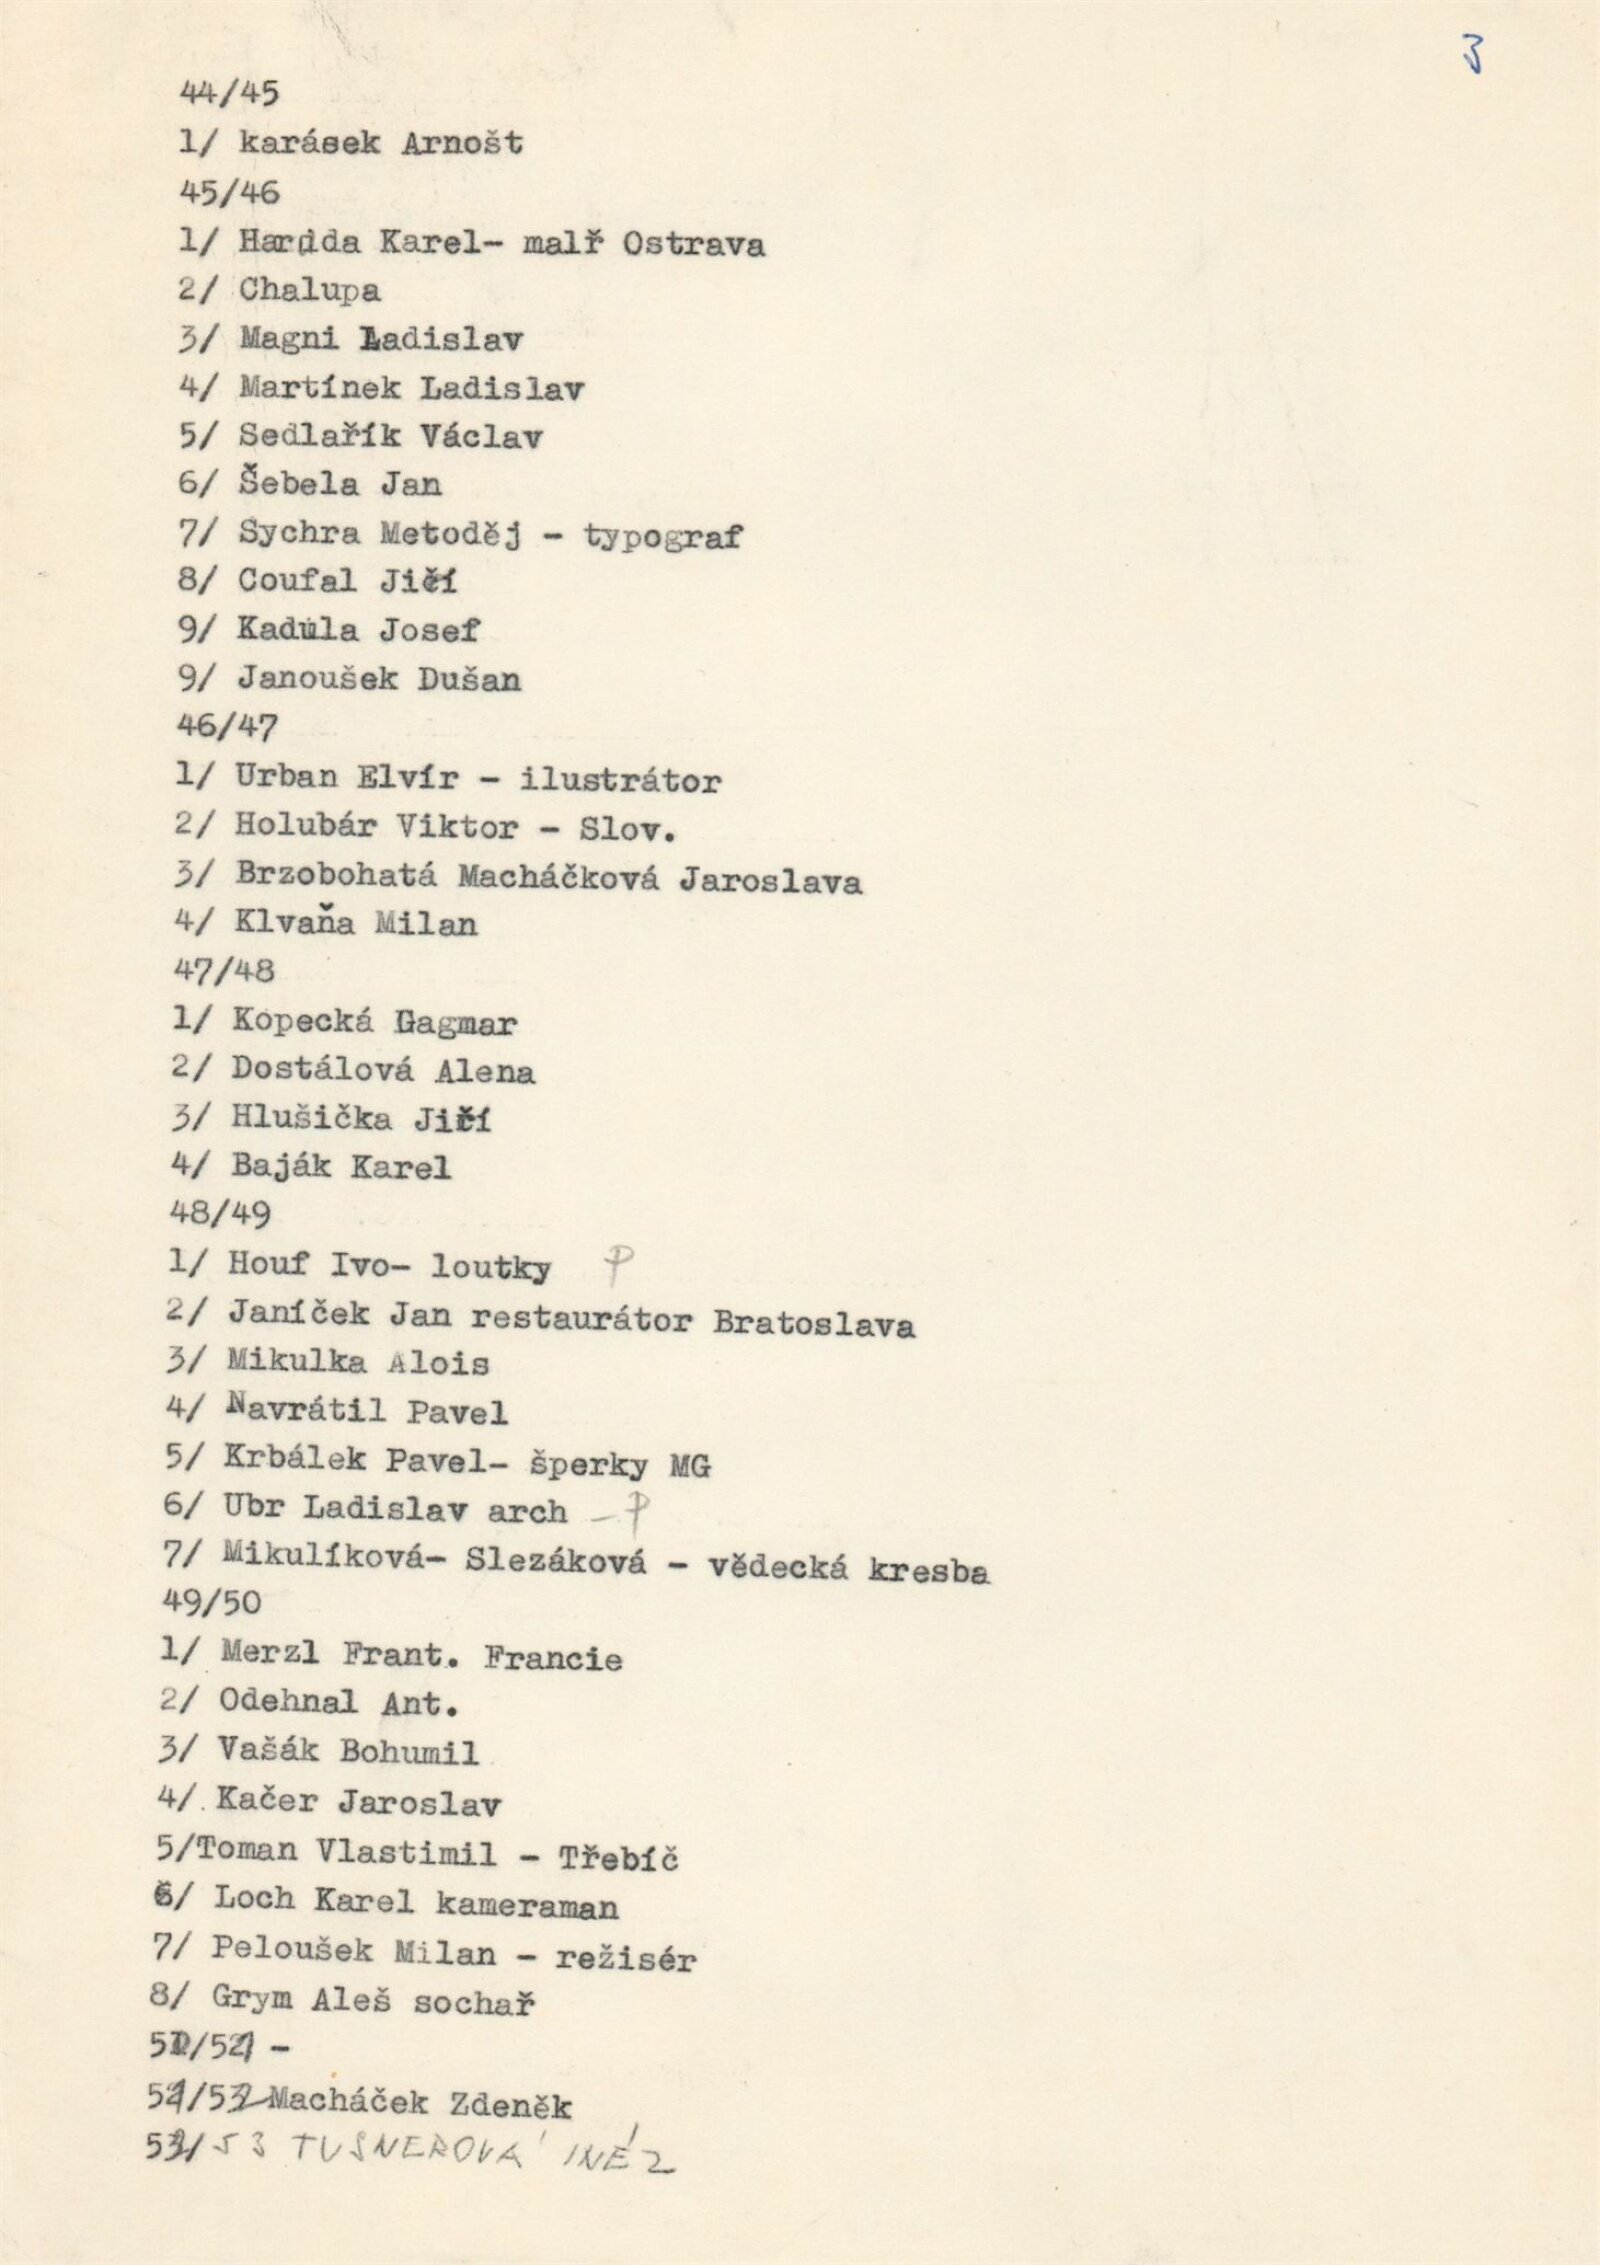 3
44/45
1/ karásek Arnošt
45/46
1/ Karel- malř Ostrava
2/ Chalupa
3/ Magni Ladislav
4/ Martínek Ladislav
5/ Sedlařík Václav
6/ Šebela Jan
7/ Sychra Metoděj - typograf
8/ Coufal Jiří
9/ Kadula Josef
9/ Janoušek Dušan
46/47
1/ Urban Elvír - ilustrátor
2/ Holubár Viktor - Slov.
3/ Brzobohatá Macháčková Jaroslava
4/ Klvaňa Milan
47/48
1/ Kopecká Dagmar
2/ Dostálová Alena
3/ Hlušička Jiří
4/ Baják Karel
48/49
1/ Houf Ivo- loutky P
2/ Janíček Jan restaurátor Bratoslava
3/ Mikulka Alois
4/ Navrátil Pavel
5/ Krbálek Pavel- šperky MG
6/ Ubr Ladislav arch - P
7/ Mikulíková- Slezáková - vědecká kresba
49/50
1/ Merzl Frant. Francie
2/ Odehnal Ant.
3/ Vašák Bohumil
4/ Kačer Jaroslav
5/Toman Vlastimil - Třebíč
6/ Loch Karel kameraman
7/ Peloušek Milan - režisér
8/ Grym Aleš sochař
50/51 -
51/52 Macháček Zdeněk
52/53 TUSNEROVÁ INÉZ